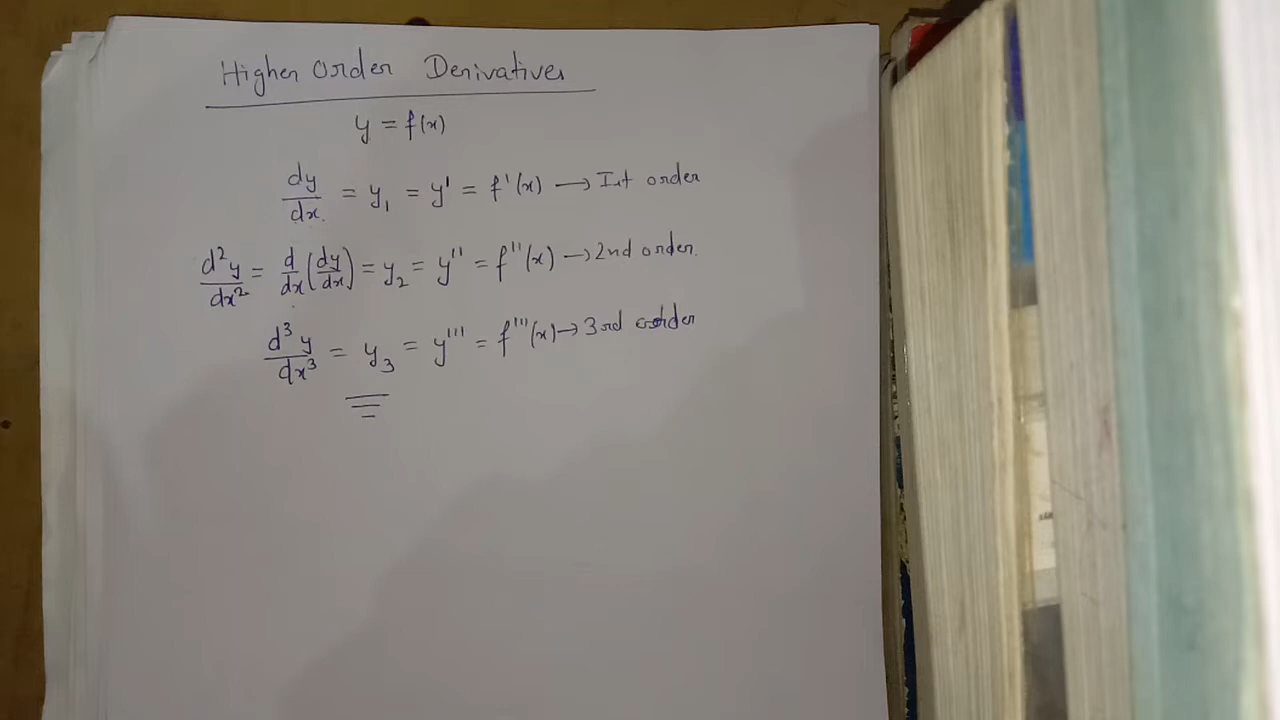 Higher Order Derivatives
y = f(x)
dy/dx = y₁ = y' = f'(x) → Ist order
d²y/dx² = d/dx(dy/dx) = y₂ = y'' = f''(x) → 2nd order.
d³y/dx³ = y₃ = y''' = f'''(x) → 3rd order